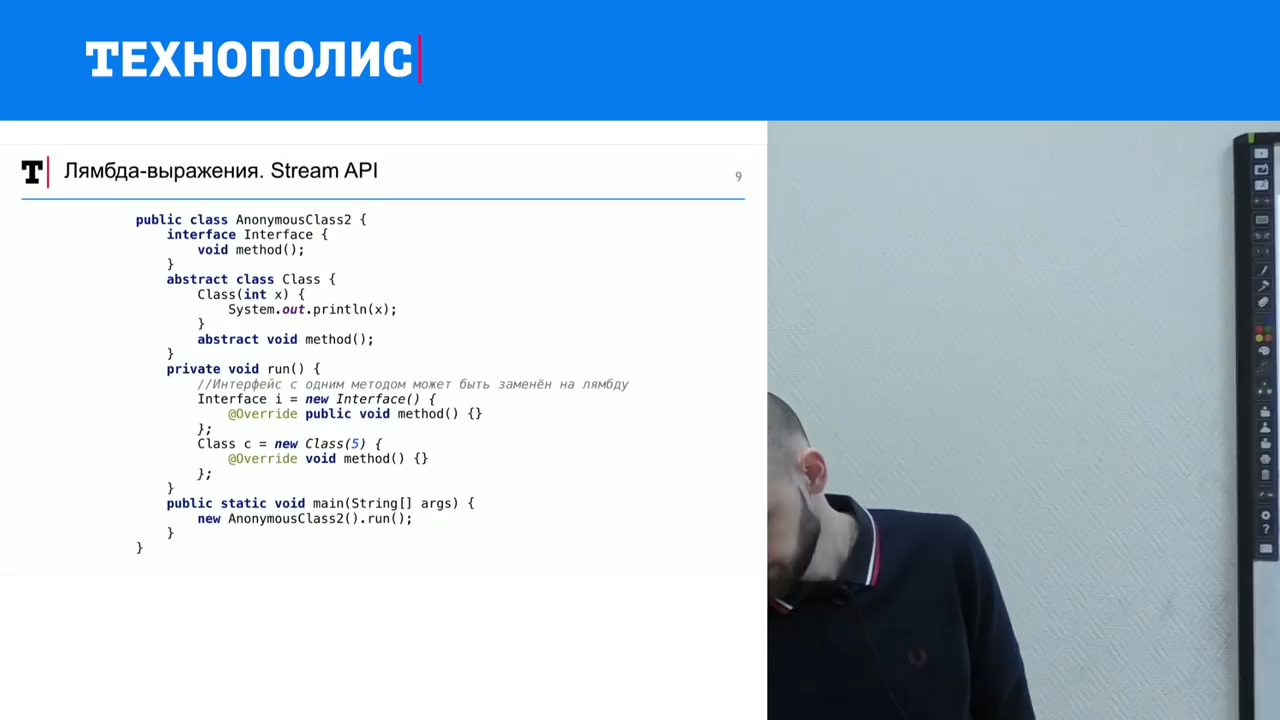 ТЕХНОПОЛИС
Т Лямбда-выражения. Stream API
9
public class AnonymousClass2 {
    interface Interface {
        void method();
    }
    abstract class Class {
        Class(int x) {
            System.out.println(x);
        }
        abstract void method();
    }
    private void run() {
        //Интерфейс с одним методом может быть заменён на лямбду
        Interface i = new Interface() {
            @Override public void method() {}
        };
        Class c = new Class(5) {
            @Override void method() {}
        };
    }
    public static void main(String[] args) {
        new AnonymousClass2().run();
    }
}